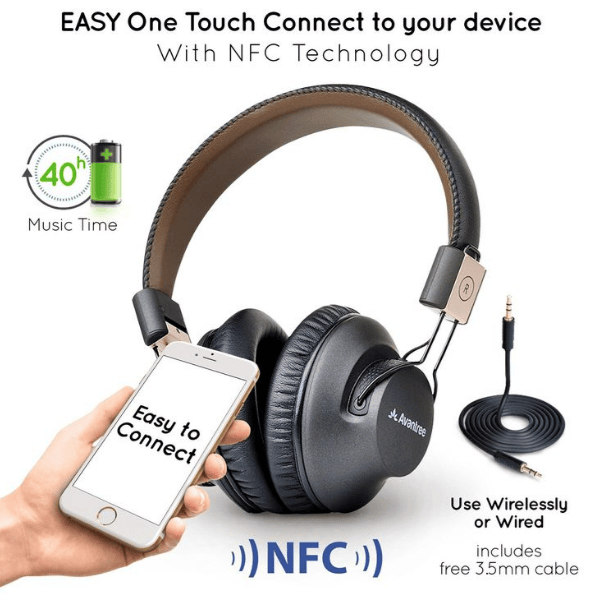 EASY One Touch Connect to your device
With NFC Technology
40h
Music Time
R
Avantree
Easy to
Connect
NFC
Use Wirelessly
or Wired
includes
free 3.5mm cable